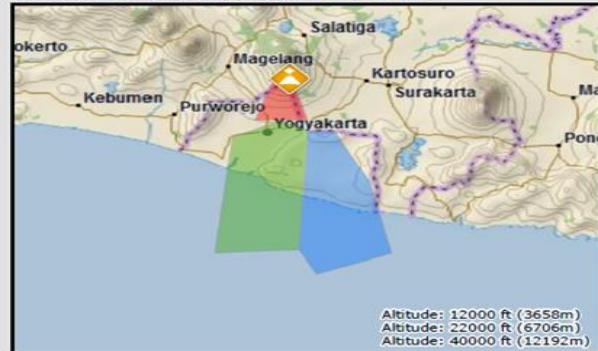 Salatiga
okerto
Magelang
Kartosuro
Surakarta
Kebumen
Purworejo
Ma
Yogyakarta
Pono
Altitude: 12000 ft (3658m)
Altitude: 22000 ft (6706m)
Altitude: 40000 ft (12192m)